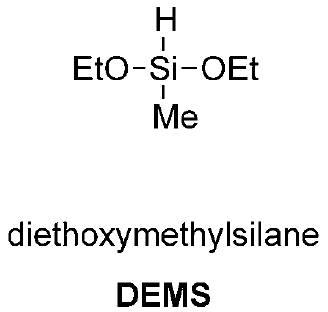 H
EtO-Si-OEt
Me
diethoxymethylsilane
DEMS